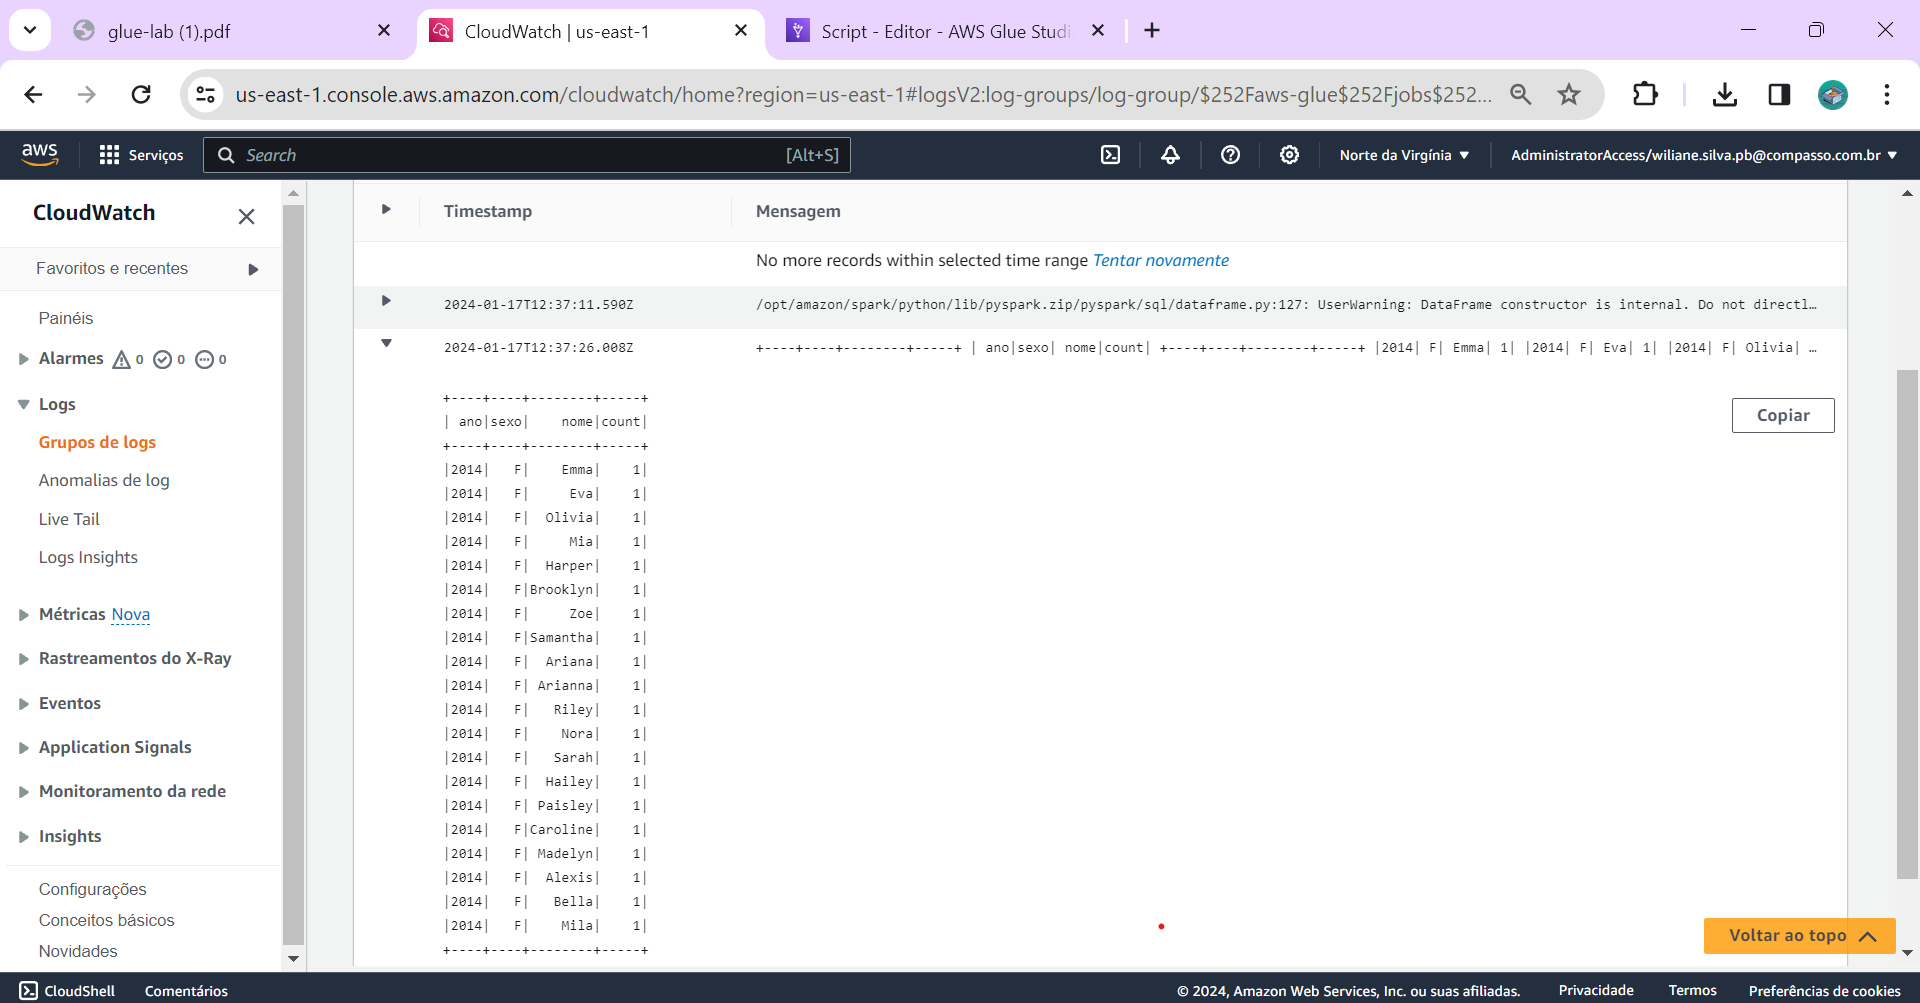 glue-lab (1).pdf
CloudWatch | us-east-1
Script - Editor - AWS Glue Studi
us-east-1.console.aws.amazon.com/cloudwatch/home?region=us-east-1#logsV2:log-groups/log-group/$252Faws-glue$252Fjobs$252...
aws
Serviços
Search
[Alt+S]
Norte da Virgínia
AdministratorAccess/wiliane.silva.pb@compasso.com.br
CloudWatch
Favoritos e recentes
Painéis
Alarmes 0 0 0
Logs
Grupos de logs
Anomalias de log
Live Tail
Logs Insights
Métricas Nova
Rastreamentos do X-Ray
Eventos
Application Signals
Monitoramento da rede
Insights
Configurações
Conceitos básicos
Novidades
Timestamp Mensagem
No more records within selected time range Tentar novamente
2024-01-17T12:37:11.590Z /opt/amazon/spark/python/lib/pyspark.zip/pyspark/sql/dataframe.py:127: UserWarning: DataFrame constructor is internal. Do not directl…
2024-01-17T12:37:26.008Z +----+----+--------+-----+ | ano|sexo| nome|count| +----+----+--------+-----+ |2014| F| Emma| 1| |2014| F| Eva| 1| |2014| F| Olivia| …
Copiar
+----+----+--------+-----+
| ano|sexo|    nome|count|
+----+----+--------+-----+
|2014|   F|    Emma|    1|
|2014|   F|     Eva|    1|
|2014|   F|  Olivia|    1|
|2014|   F|     Mia|    1|
|2014|   F|  Harper|    1|
|2014|   F|Brooklyn|    1|
|2014|   F|     Zoe|    1|
|2014|   F|Samantha|    1|
|2014|   F|  Ariana|    1|
|2014|   F| Arianna|    1|
|2014|   F|   Riley|    1|
|2014|   F|    Nora|    1|
|2014|   F|   Sarah|    1|
|2014|   F|  Hailey|    1|
|2014|   F| Paisley|    1|
|2014|   F|Caroline|    1|
|2014|   F| Madelyn|    1|
|2014|   F|  Alexis|    1|
|2014|   F|   Bella|    1|
|2014|   F|    Mila|    1|
+----+----+--------+-----+
Voltar ao topo
CloudShell
Comentários
© 2024, Amazon Web Services, Inc. ou suas afiliadas.
Privacidade
Termos
Preferências de cookies